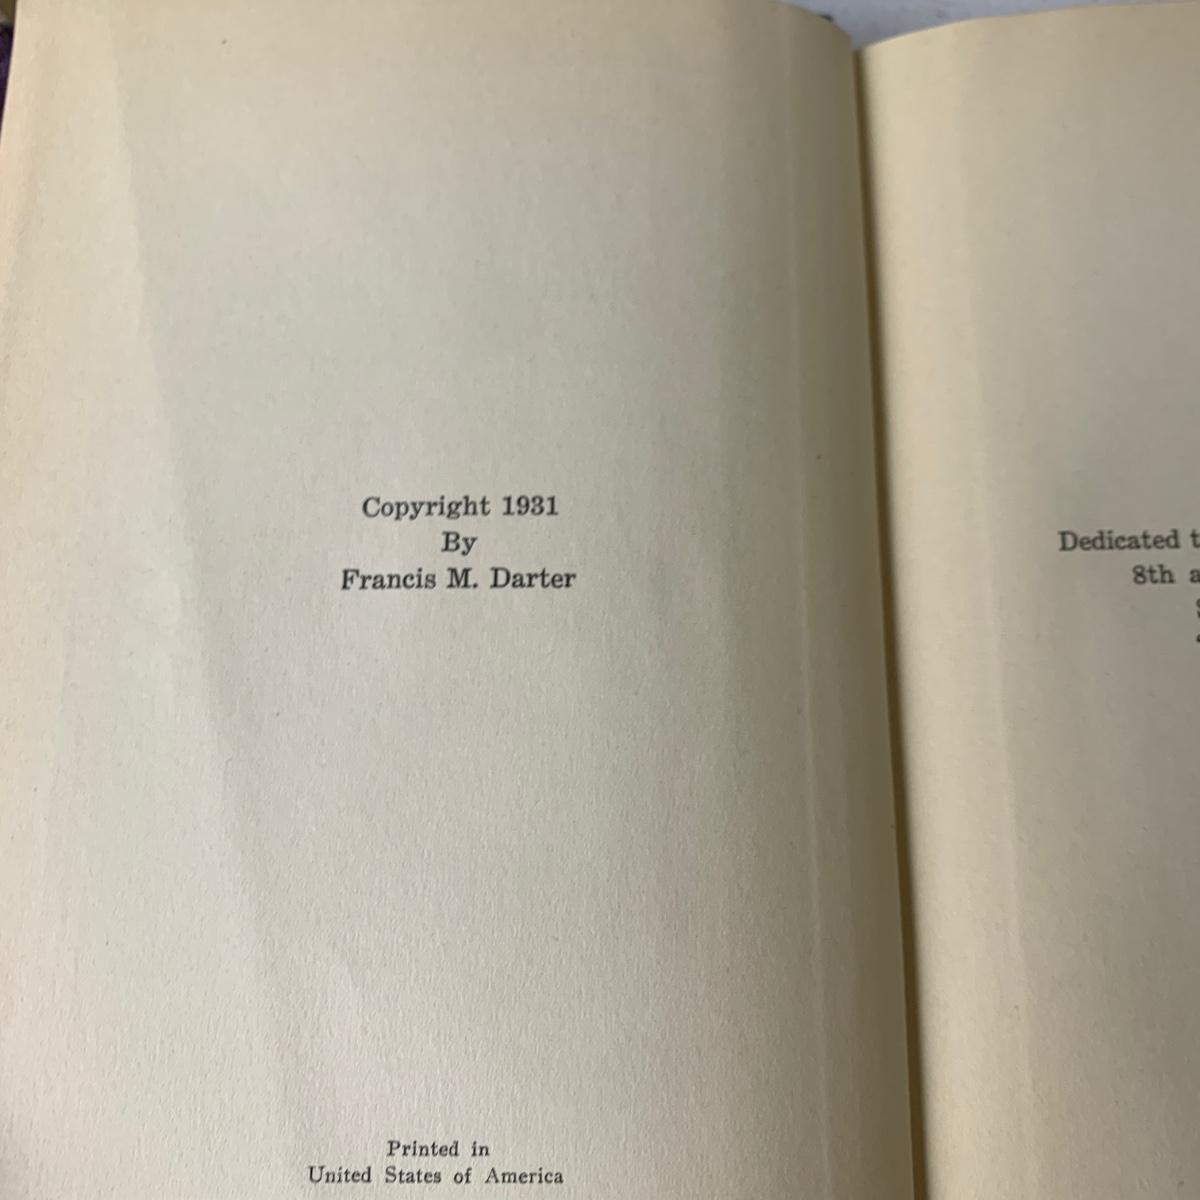 Copyright 1931
By
Francis M. Darter
Printed in
United States of America
Dedicated t
8th a